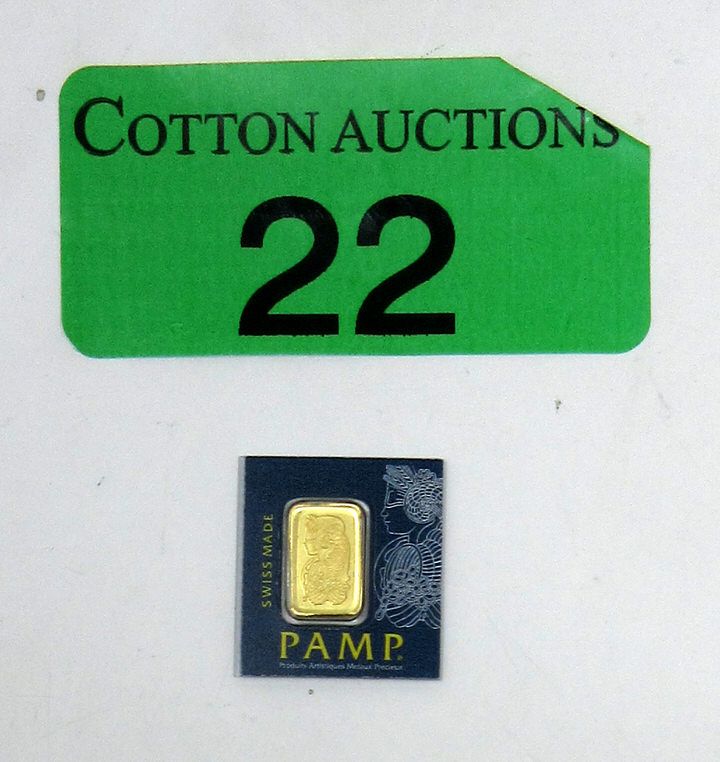 COTTON AUCTIONS
22
SWISS MADE
PAMP®
Produits Artistiques Métaux Précieux